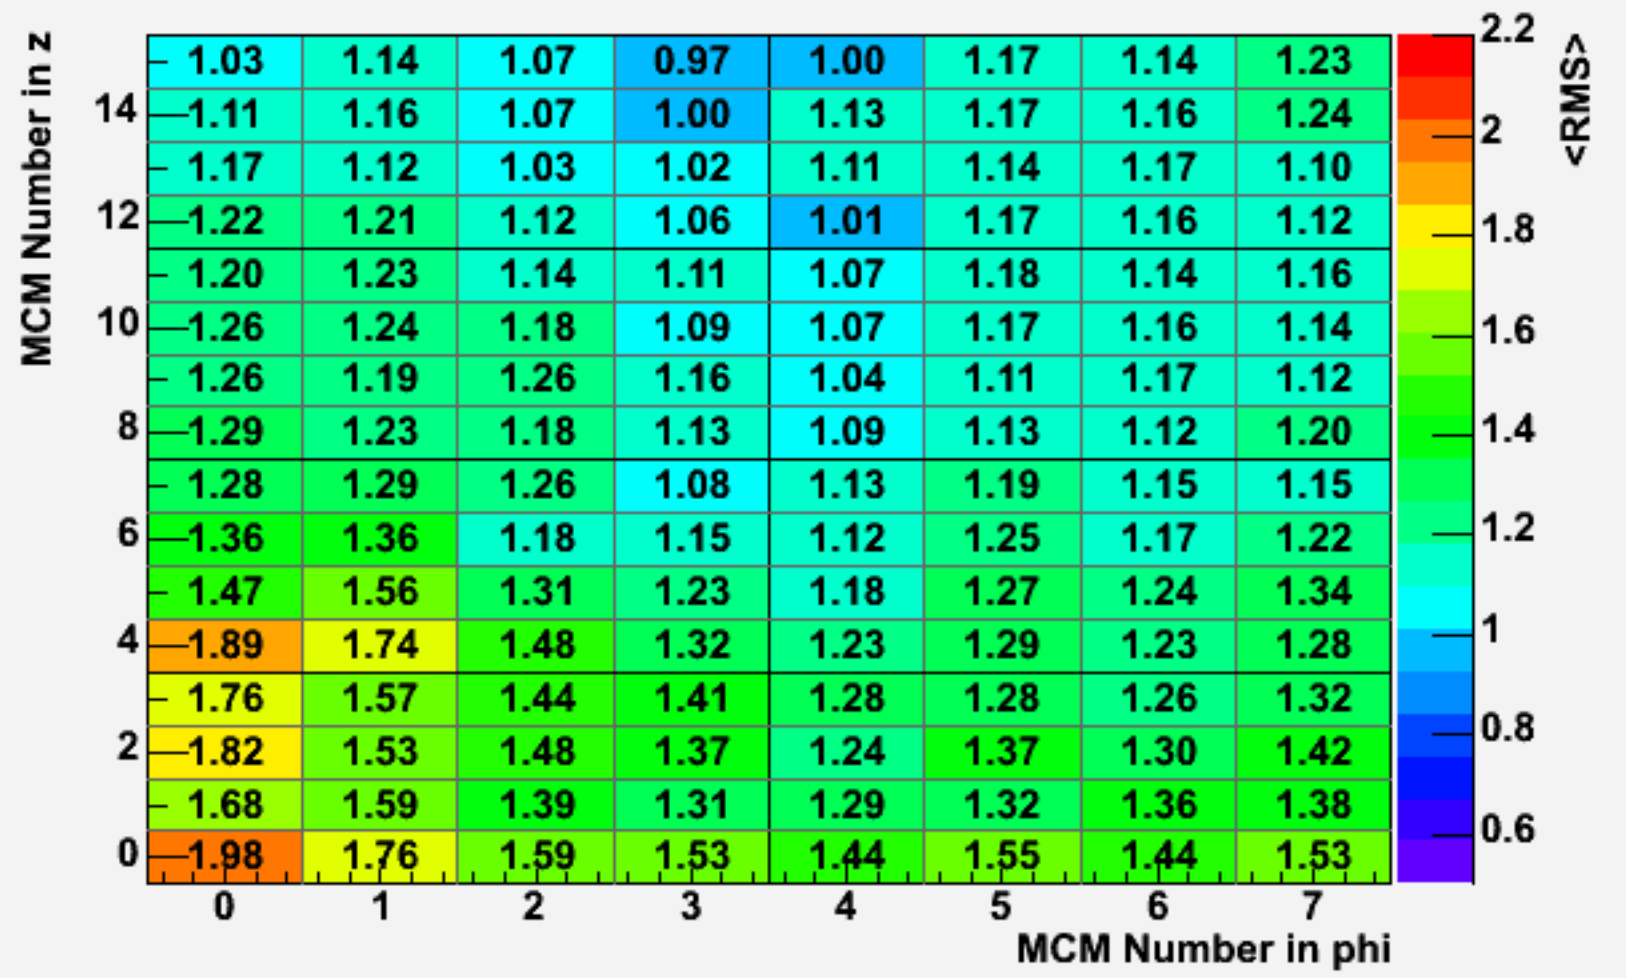 MCM Number in z
1.03 1.14 1.07 0.97 1.00 1.17 1.14 1.23
14 1.11 1.16 1.07 1.00 1.13 1.17 1.16 1.24
1.17 1.12 1.03 1.02 1.11 1.14 1.17 1.10
12 1.22 1.21 1.12 1.06 1.01 1.17 1.16 1.12
1.20 1.23 1.14 1.11 1.07 1.18 1.14 1.16
10 1.26 1.24 1.18 1.09 1.07 1.17 1.16 1.14
1.26 1.19 1.26 1.16 1.04 1.11 1.17 1.12
8 1.29 1.23 1.18 1.13 1.09 1.13 1.12 1.20
1.28 1.29 1.26 1.08 1.13 1.19 1.15 1.15
6 1.36 1.36 1.18 1.15 1.12 1.25 1.17 1.22
1.47 1.56 1.31 1.23 1.18 1.27 1.24 1.34
4 1.89 1.74 1.48 1.32 1.23 1.29 1.23 1.28
1.76 1.57 1.44 1.41 1.28 1.28 1.26 1.32
2 1.82 1.53 1.48 1.37 1.24 1.37 1.30 1.42
1.68 1.59 1.39 1.31 1.29 1.32 1.36 1.38
0 1.98 1.76 1.59 1.53 1.44 1.55 1.44 1.53
0 1 2 3 4 5 6 7
MCM Number in phi
2.2
2
1.8
1.6
1.4
1.2
1
0.8
0.6
<RMS>